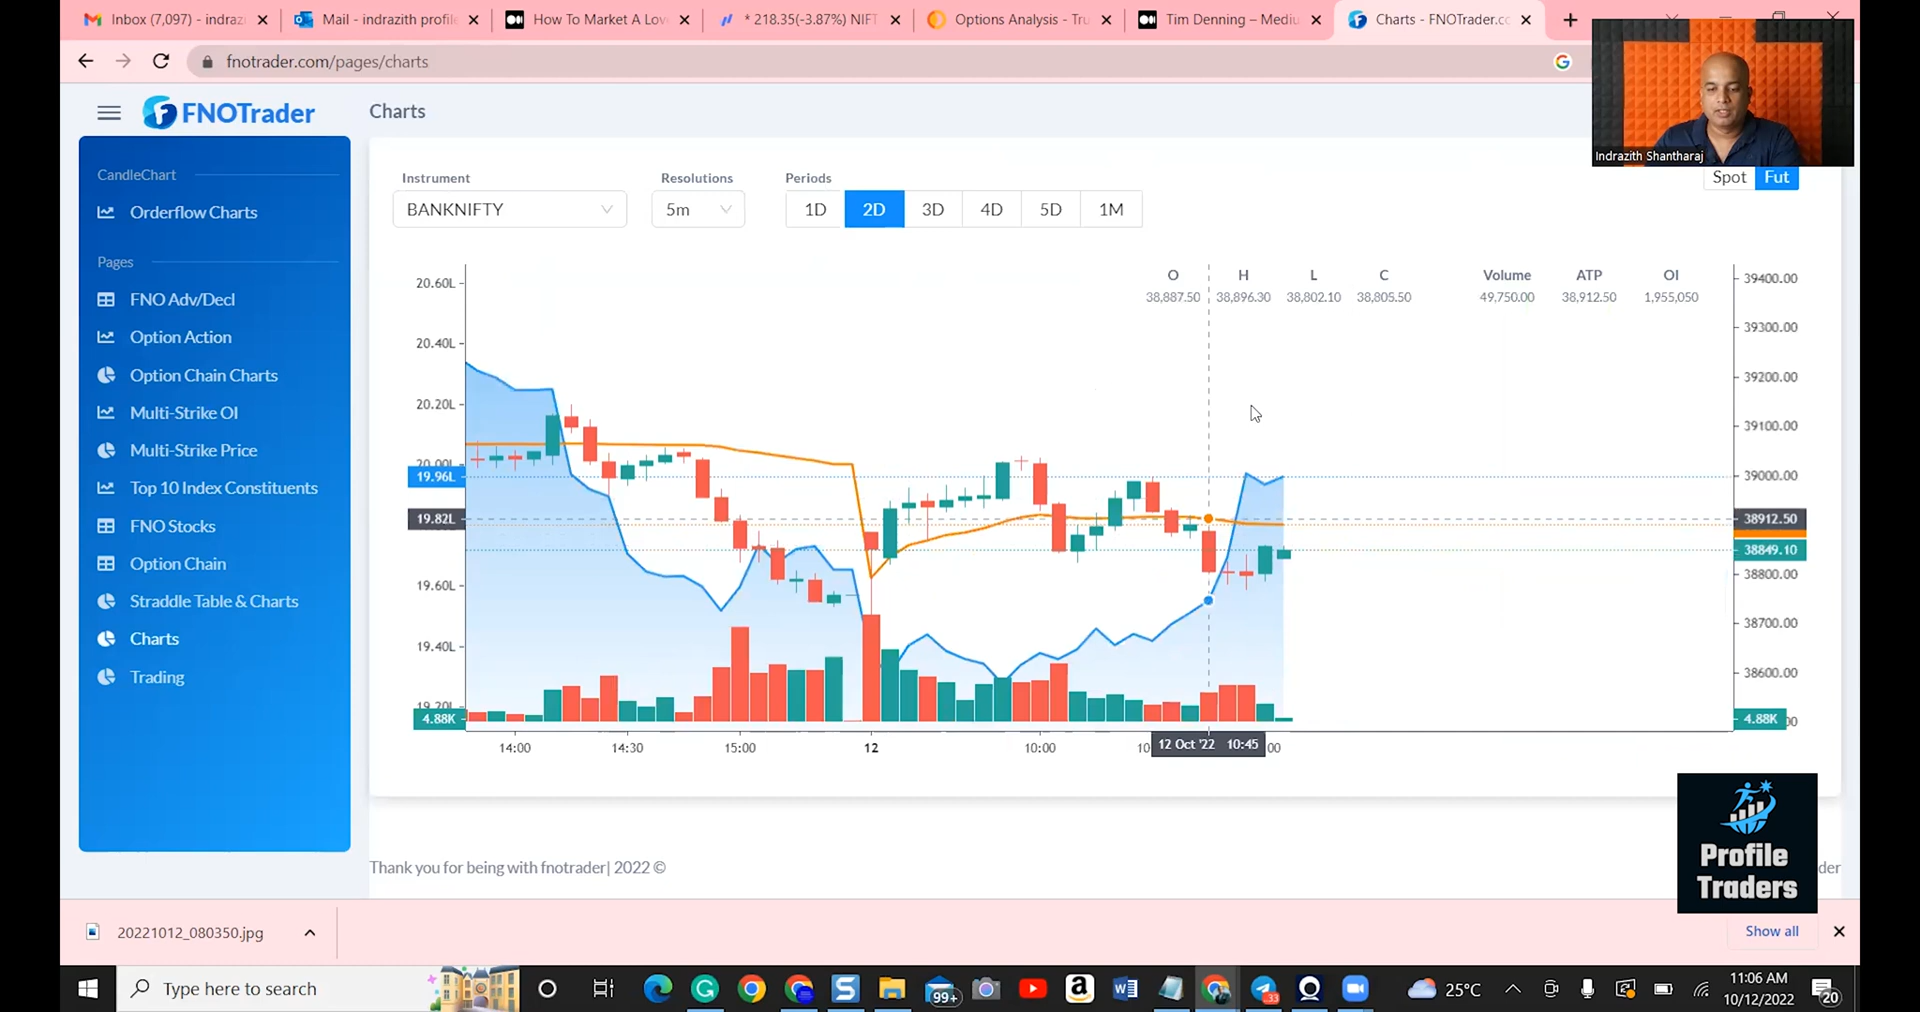 Inbox (7,097) - indraz
Mail - indrazith profile
How To Market A Lov
* 218.35(-3.87%) NIFT
Options Analysis - Tru
Tim Denning – Mediu
Charts - FNOTrader.cc
fnotrader.com/pages/charts
Indrazith Shantharaj
FNOTrader
Charts
CandleChart
Orderflow Charts
Pages
FNO Adv/Decl
Option Action
Option Chain Charts
Multi-Strike OI
Multi-Strike Price
Top 10 Index Constituents
FNO Stocks
Option Chain
Straddle Table & Charts
Charts
Trading
Instrument
Resolutions
Periods
BANKNIFTY
5m
1D 2D 3D 4D 5D 1M
Spot Fut
O H L C Volume ATP OI
38,887.50 38,896.30 38,802.10 38,805.50 49,750.00 38,912.50 1,955,050
20.60L
20.40L
20.20L
20.00L
19.96L
19.82L
19.60L
19.40L
19.20L
4.88K
39400.00
39300.00
39200.00
39100.00
39000.00
38912.50
38849.10
38800.00
38700.00
38600.00
4.88K
14:00 14:30 15:00 12 10:00 12 Oct '22 10:45
Thank you for being with fnotrader| 2022 ©
Profile
Traders
20221012_080350.jpg
Show all
Type here to search
99+
33
25°C
11:06 AM
10/12/2022
20